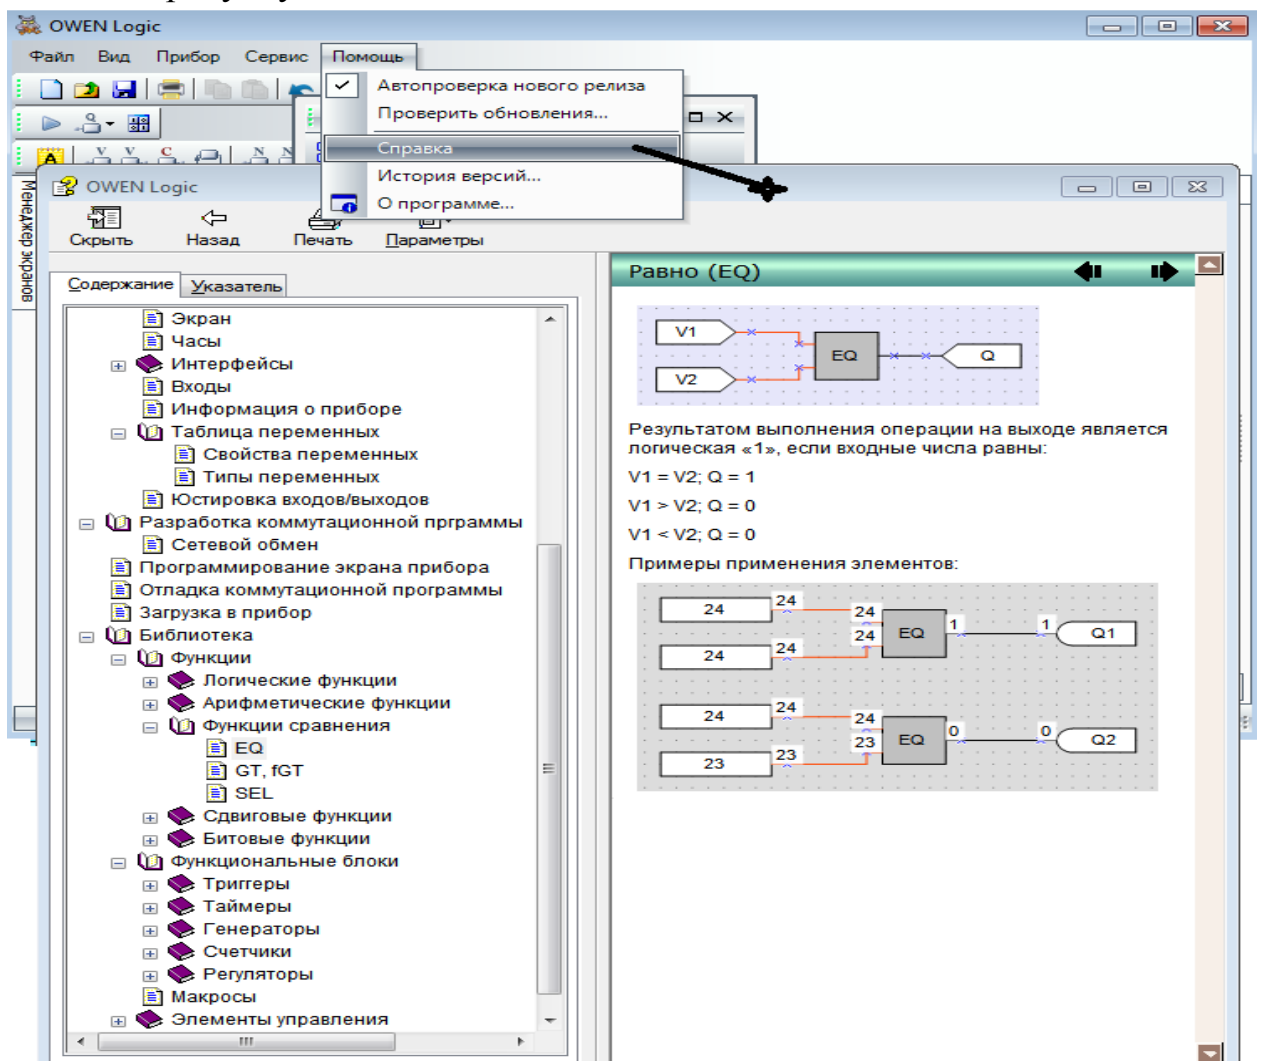 OWEN Logic
Файл Вид Прибор Сервис Помощь
Автопроверка нового релиза
Проверить обновления...
Справка
История версий...
О программе...
Менеджер экранов
OWEN Logic
Скрыть Назад Печать Параметры
Содержание Указатель
Экран
Часы
Интерфейсы
Входы
Информация о приборе
Таблица переменных
Свойства переменных
Типы переменных
Юстировка входов/выходов
Разработка коммутационной прграммы
Сетевой обмен
Программирование экрана прибора
Отладка коммутационной программы
Загрузка в прибор
Библиотека
Функции
Логические функции
Арифметические функции
Функции сравнения
EQ
GT, fGT
SEL
Сдвиговые функции
Битовые функции
Функциональные блоки
Триггеры
Таймеры
Генераторы
Счетчики
Регуляторы
Макросы
Элементы управления
Равно (EQ)
V1
EQ Q
V2
Результатом выполнения операции на выходе является
логическая «1», если входные числа равны:
V1 = V2; Q = 1
V1 > V2; Q = 0
V1 < V2; Q = 0
Примеры применения элементов:
24 24 24
24 EQ 1 1 Q1
24 24
24 24 24
23 EQ 0 0 Q2
23 23